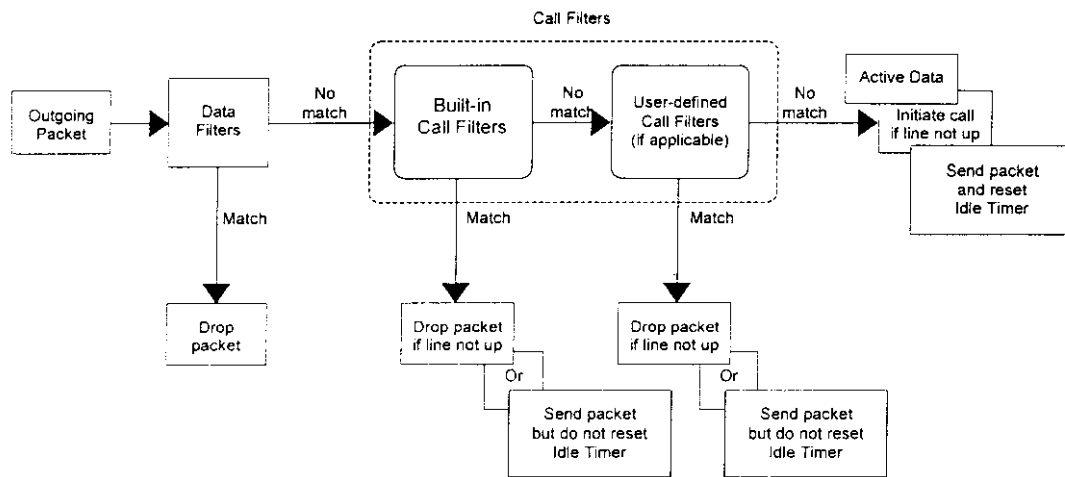 Call Filters
Outgoing
Packet
Data
Filters
No
match
Built-in
Call Filters
No
match
User-defined
Call Filters
(if applicable)
No
match
Active Data
Initiate call
if line not up
Send packet
and reset
Idle Timer
Match
Match
Match
Drop
packet
Drop packet
if line not up
Or
Send packet
but do not reset
Idle Timer
Drop packet
if line not up
Or
Send packet
but do not reset
Idle Timer